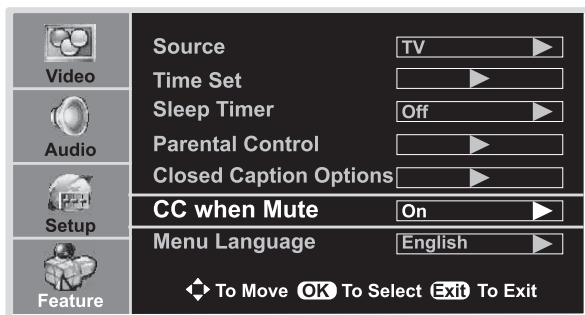 Video
Audio
Setup
Feature
Source TV
Time Set
Sleep Timer Off
Parental Control
Closed Caption Options
CC when Mute On
Menu Language English
To Move OK To Select Exit To Exit